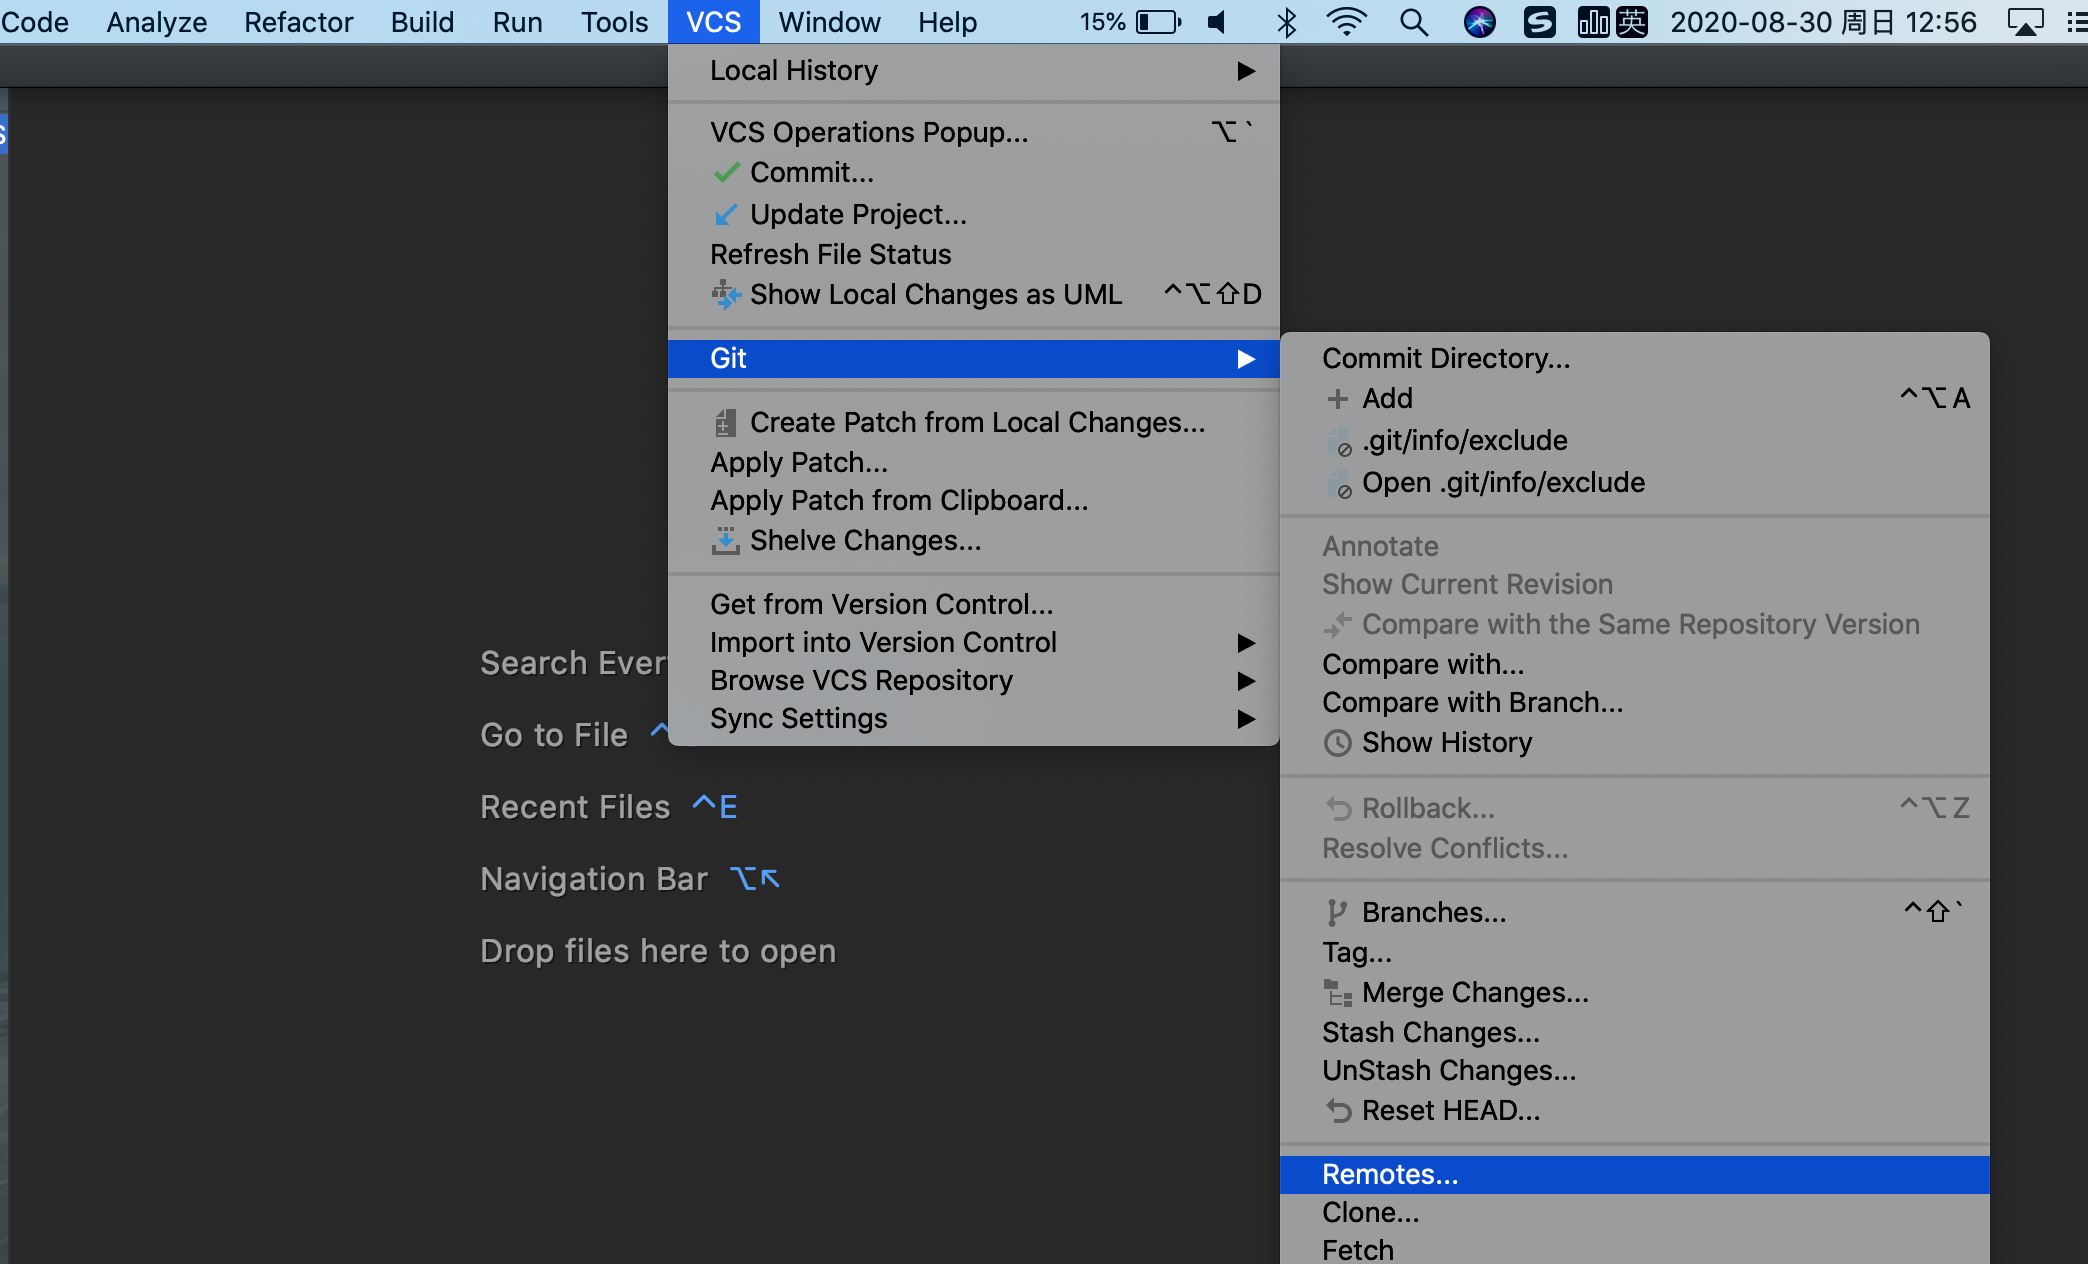 Code Analyze Refactor Build Run Tools VCS Window Help 15% 英 2020-08-30 周日 12:56
Local History
VCS Operations Popup... ⌥`
Commit...
Update Project...
Refresh File Status
Show Local Changes as UML ^⌥⇧D
Git
Create Patch from Local Changes...
Apply Patch...
Apply Patch from Clipboard...
Shelve Changes...
Get from Version Control...
Import into Version Control
Browse VCS Repository
Sync Settings
Commit Directory...
Add ^⌥A
.git/info/exclude
Open .git/info/exclude
Annotate
Show Current Revision
Compare with the Same Repository Version
Compare with...
Compare with Branch...
Show History
Rollback... ^⌥Z
Resolve Conflicts...
Branches... ^⇧`
Tag...
Merge Changes...
Stash Changes...
UnStash Changes...
Reset HEAD...
Remotes...
Clone...
Fetch
Search Ever
Go to File ^
Recent Files ^E
Navigation Bar ⌥↖
Drop files here to open